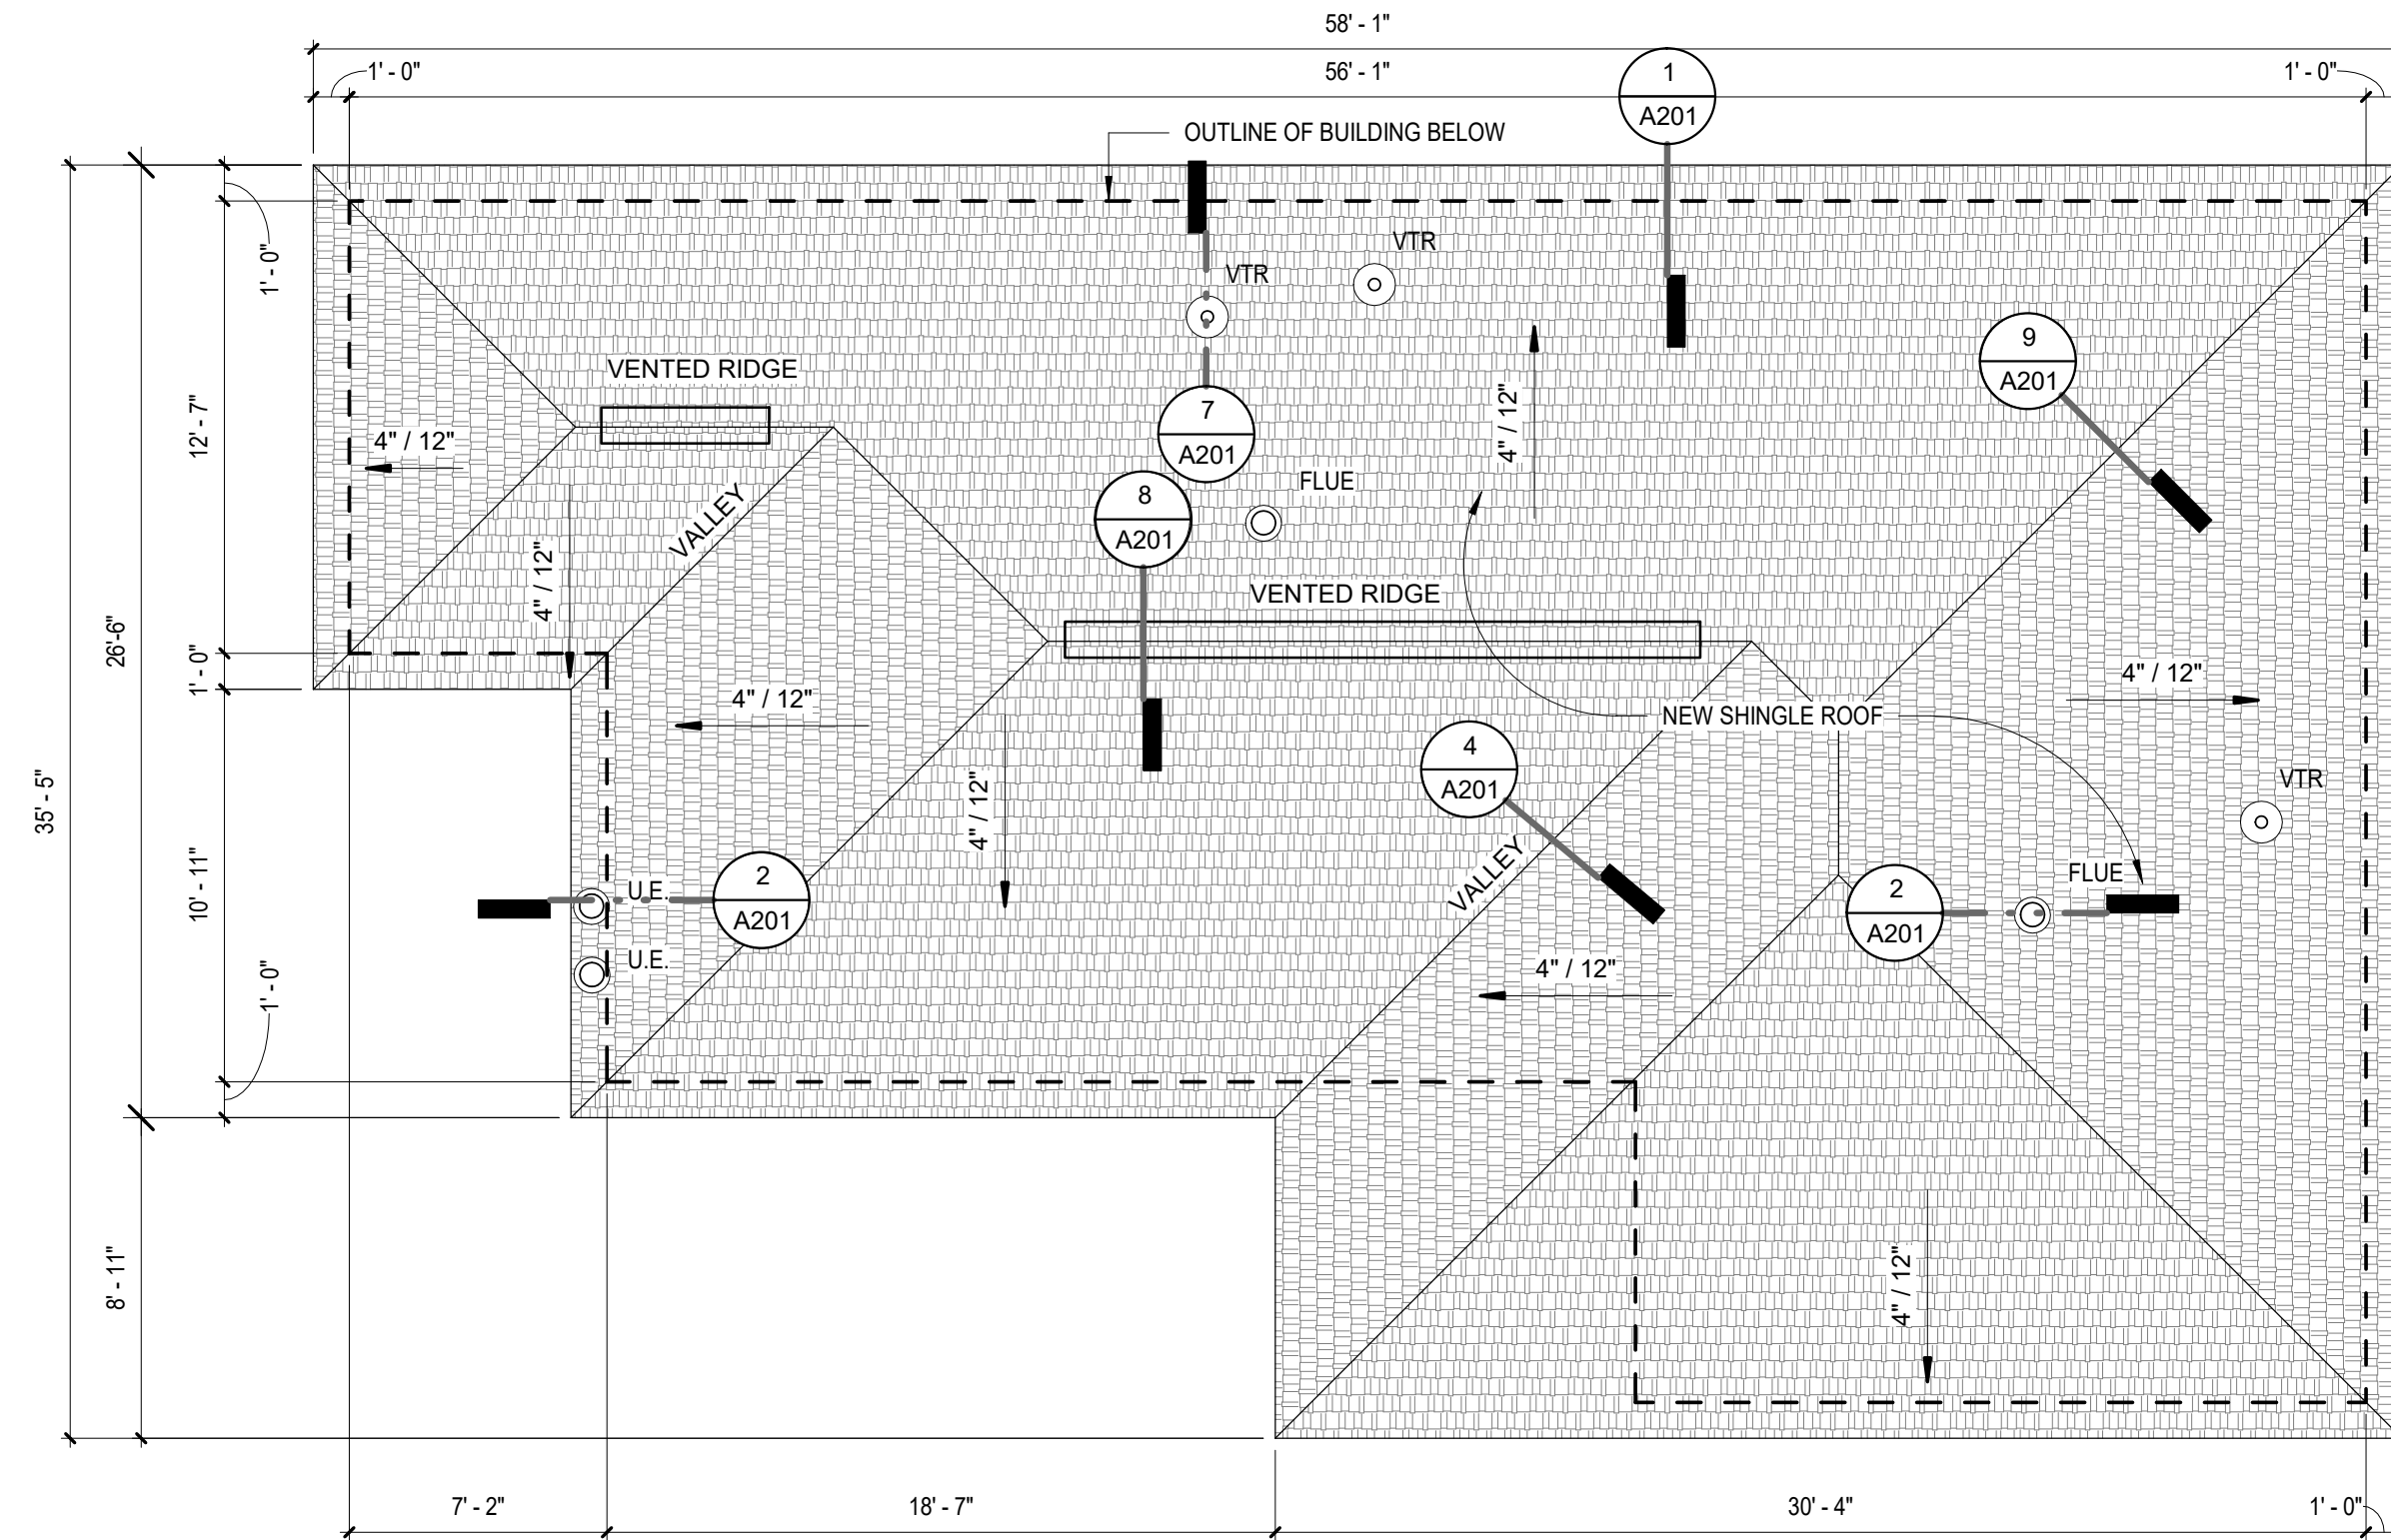 58' - 1"
1' - 0"
56' - 1"
1' - 0"
1
A201
OUTLINE OF BUILDING BELOW
VTR
VTR
1' - 0"
9
A201
VENTED RIDGE
4" / 12"
7
A201
12' - 7"
4" / 12"
FLUE
8
A201
VALLEY
4" / 12"
VENTED RIDGE
26'-6"
1' - 0"
4" / 12"
4" / 12"
NEW SHINGLE ROOF
35' - 5"
4
A201
VTR
4" / 12"
VALLEY
FLUE
10' - 11"
U.E.
2
A201
2
A201
U.E.
4" / 12"
1' - 0"
8' - 11"
4" / 12"
7' - 2"
18' - 7"
30' - 4"
1' - 0"